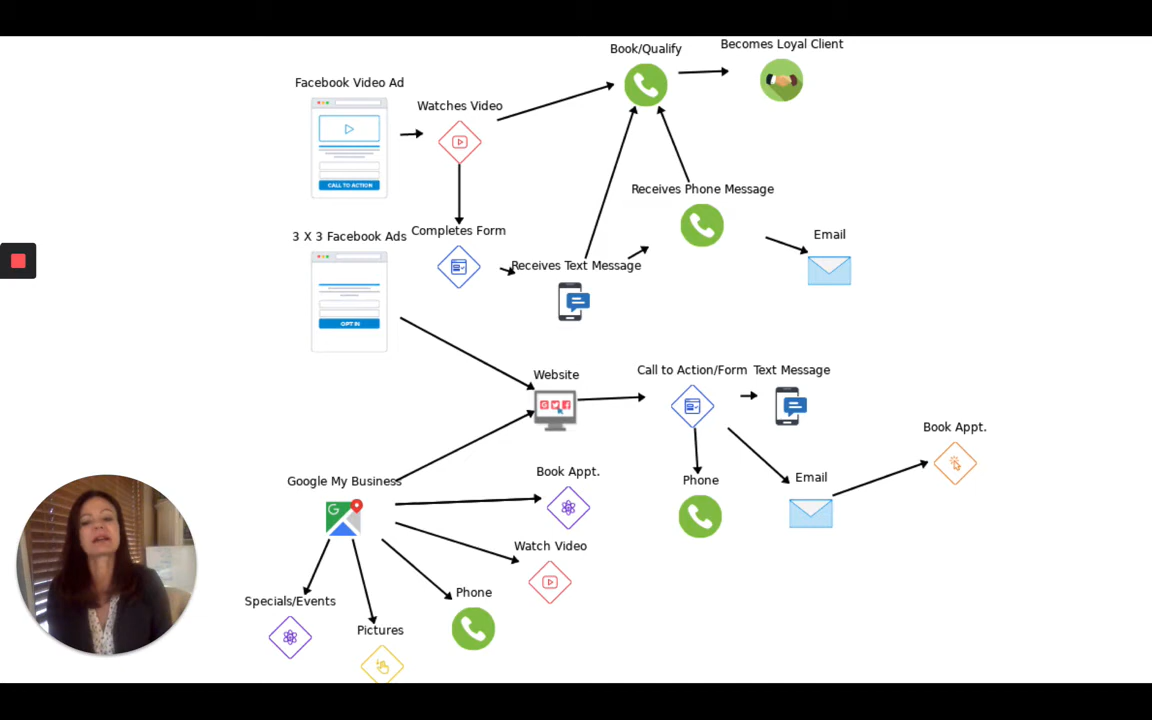 Book/Qualify
Becomes Loyal Client
Facebook Video Ad
Watches Video
CALL TO ACTION
Receives Phone Message
3 X 3 Facebook Ads
Completes Form
Email
Receives Text Message
OPT IN
Website
Call to Action/Form
Text Message
G
f
Book Appt.
Google My Business
Book Appt.
Phone
Email
G
Watch Video
Specials/Events
Phone
Pictures